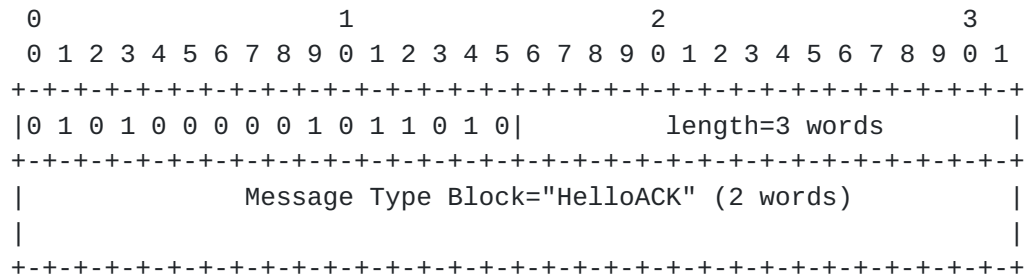 0                   1                   2                   3
 0 1 2 3 4 5 6 7 8 9 0 1 2 3 4 5 6 7 8 9 0 1 2 3 4 5 6 7 8 9 0 1
+-+-+-+-+-+-+-+-+-+-+-+-+-+-+-+-+-+-+-+-+-+-+-+-+-+-+-+-+-+-+-+-+
|0 1 0 1 0 0 0 0 0 1 0 1 1 0 1 0|         length=3 words        |
+-+-+-+-+-+-+-+-+-+-+-+-+-+-+-+-+-+-+-+-+-+-+-+-+-+-+-+-+-+-+-+-+
|              Message Type Block="HelloACK" (2 words)          |
|                                                               |
+-+-+-+-+-+-+-+-+-+-+-+-+-+-+-+-+-+-+-+-+-+-+-+-+-+-+-+-+-+-+-+-+